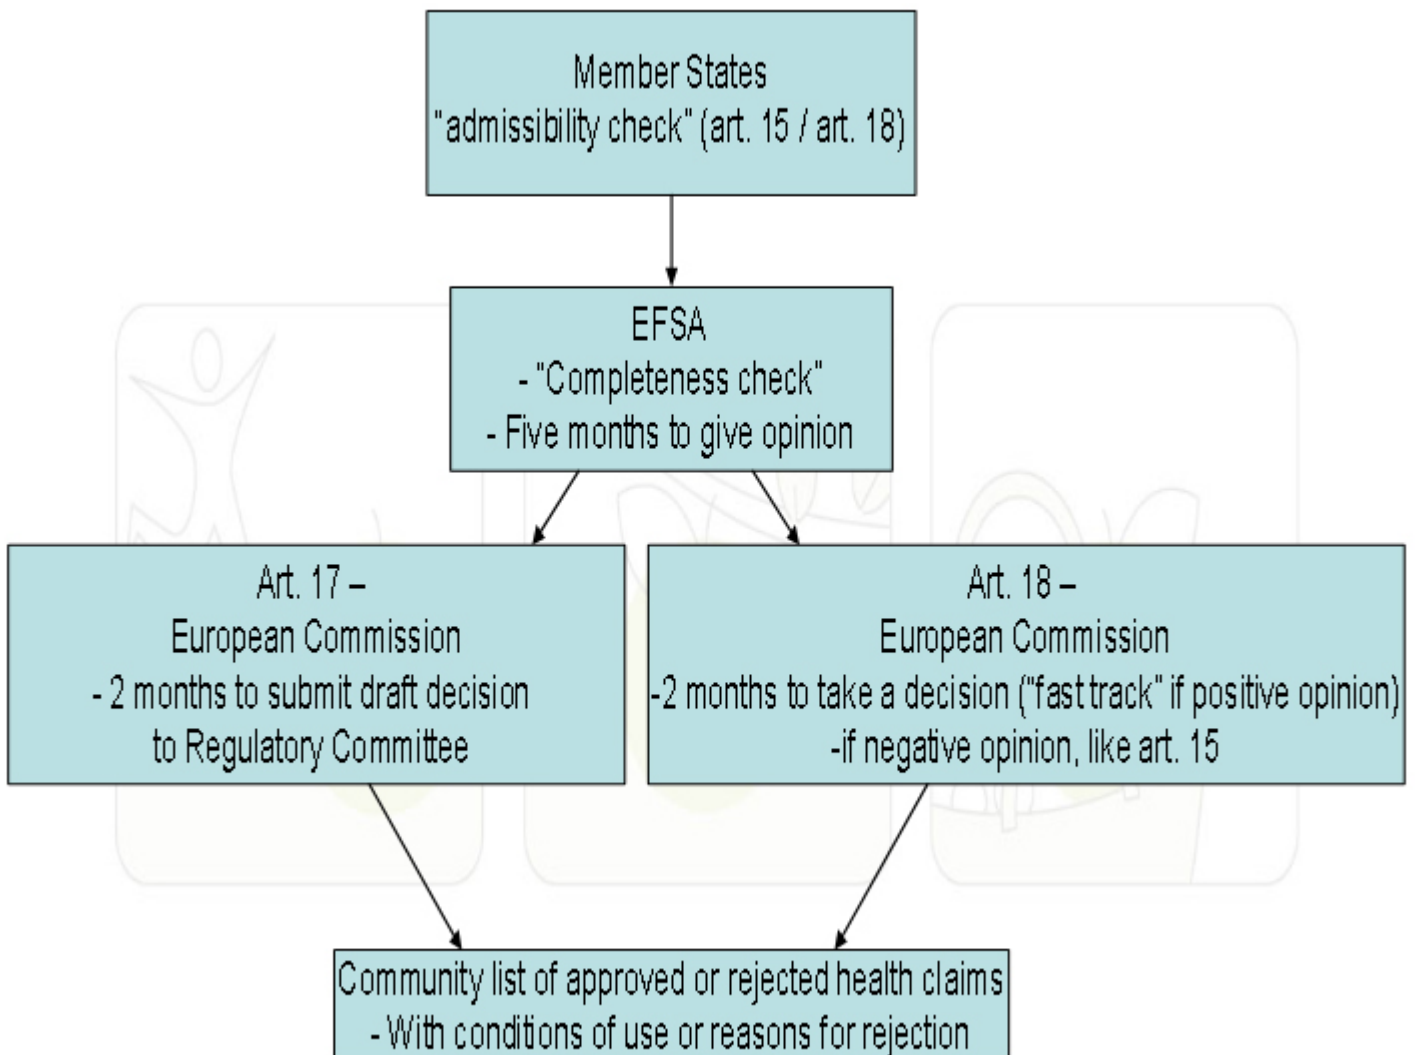 Member States
"admissibility check" (art. 15 / art. 18)
EFSA
- "Completeness check"
- Five months to give opinion
Art. 17 –
European Commission
- 2 months to submit draft decision
to Regulatory Committee
Art. 18 –
European Commission
-2 months to take a decision ("fast track" if positive opinion)
-if negative opinion, like art. 15
Community list of approved or rejected health claims
- With conditions of use or reasons for rejection